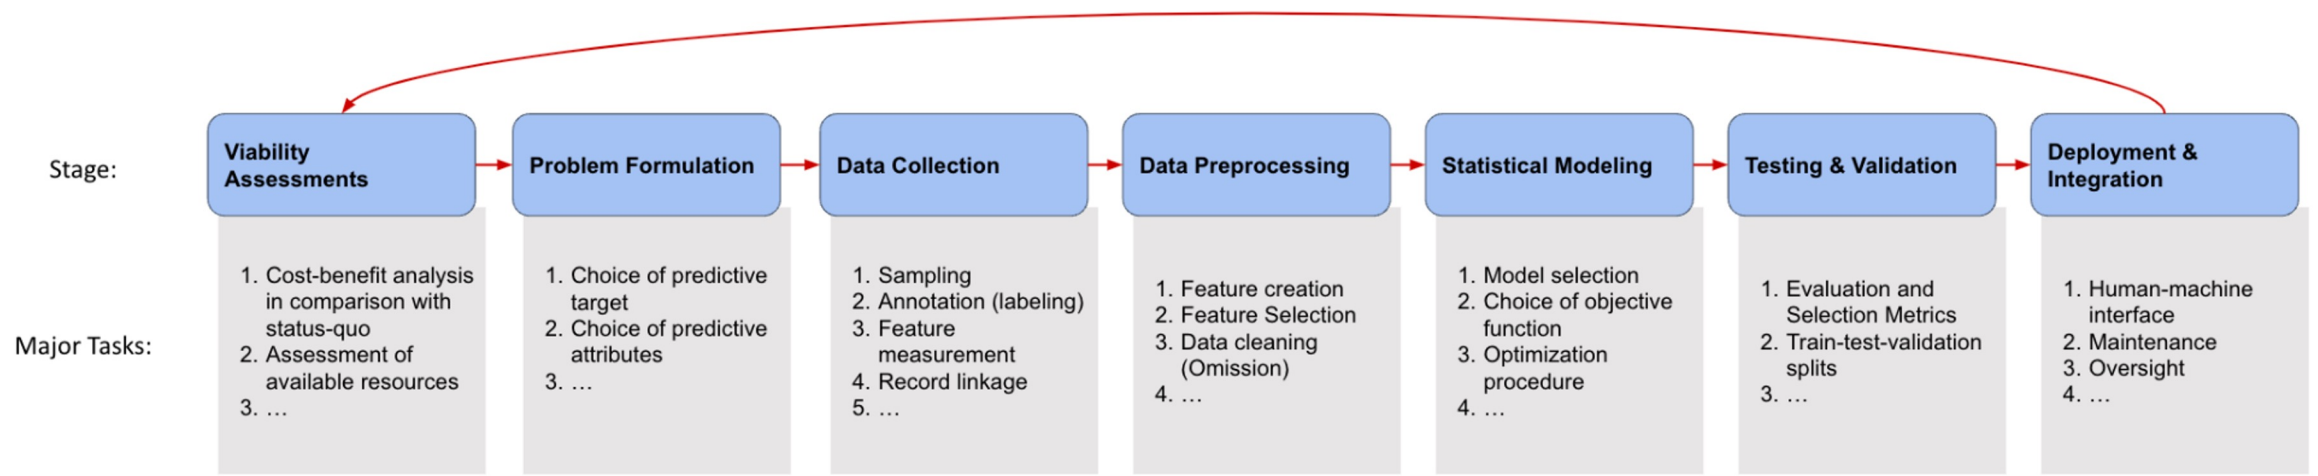 Stage:
Viability
Assessments
Problem Formulation
Data Collection
Data Preprocessing
Statistical Modeling
Testing & Validation
Deployment &
Integration
Major Tasks:
1. Cost-benefit analysis
in comparison with
status-quo
2. Assessment of
available resources
3. …
1. Choice of predictive
target
2. Choice of predictive
attributes
3. …
1. Sampling
2. Annotation (labeling)
3. Feature
measurement
4. Record linkage
5. …
1. Feature creation
2. Feature Selection
3. Data cleaning
(Omission)
4. …
1. Model selection
2. Choice of objective
function
3. Optimization
procedure
4. …
1. Evaluation and
Selection Metrics
2. Train-test-validation
splits
3. …
1. Human-machine
interface
2. Maintenance
3. Oversight
4. …